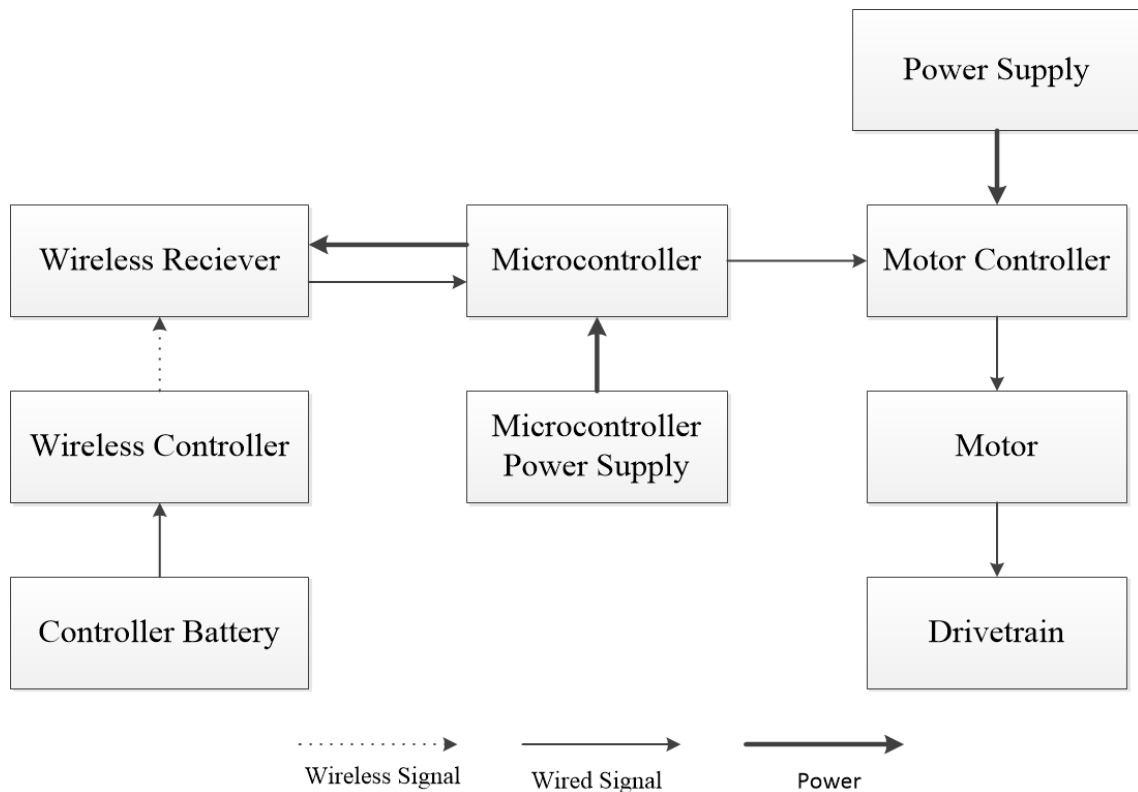 Power Supply
Wireless Reciever
Microcontroller
Motor Controller
Wireless Controller
Microcontroller
Power Supply
Motor
Controller Battery
Drivetrain
Wireless Signal
Wired Signal
Power